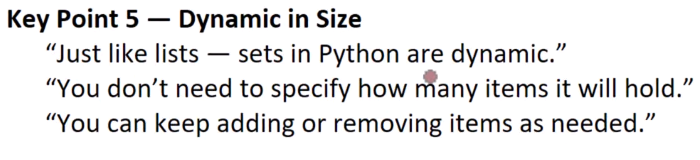 Key Point 5 — Dynamic in Size
“Just like lists — sets in Python are dynamic.”
“You don’t need to specify how many items it will hold.”
“You can keep adding or removing items as needed.”